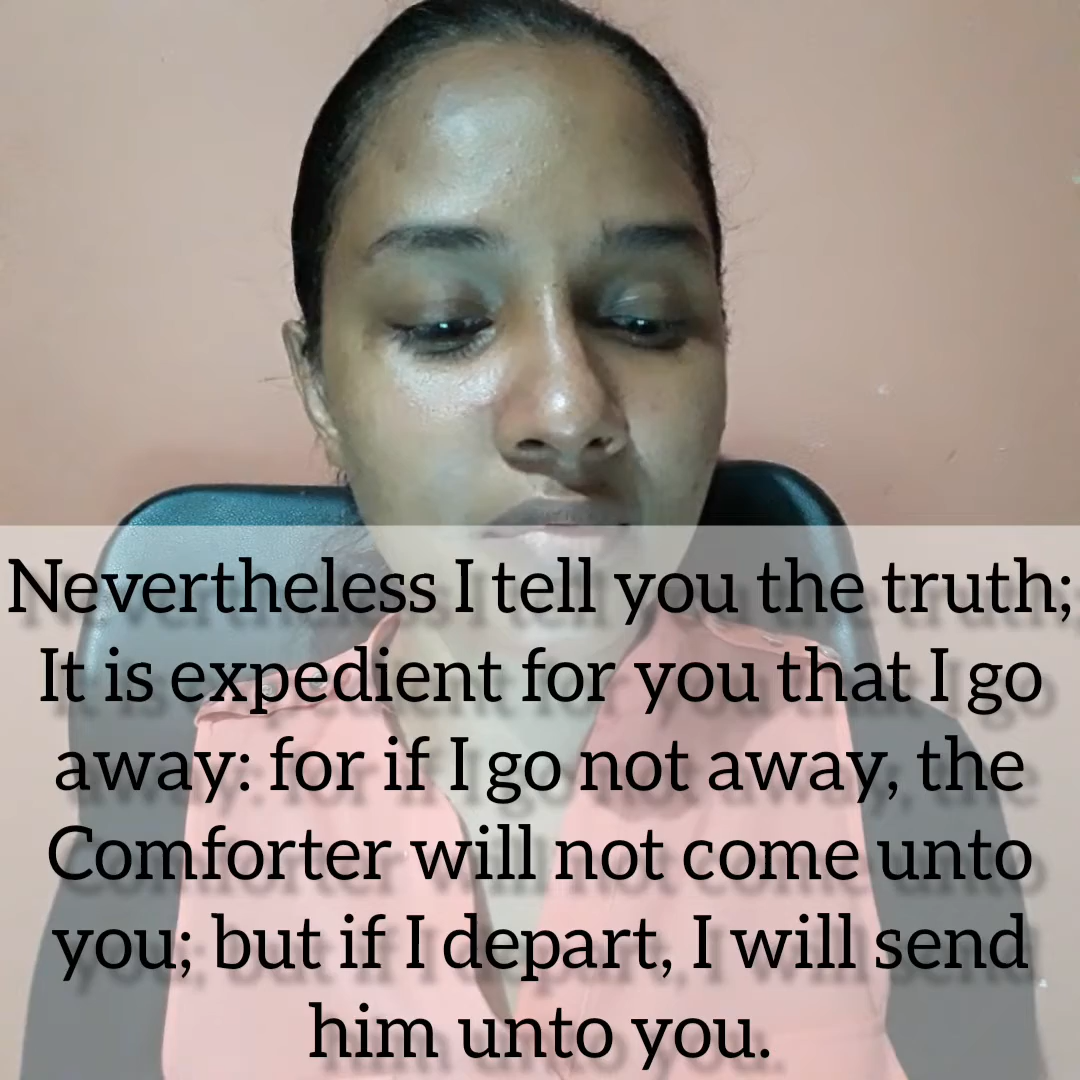 Nevertheless I tell you the truth;
It is expedient for you that I go
away: for if I go not away, the
Comforter will not come unto
you; but if I depart, I will send
him unto you.